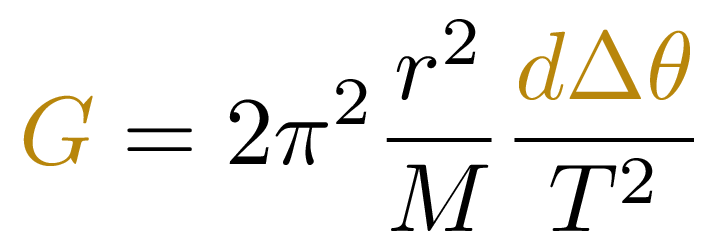 G = 2π² r²/M dΔθ/T²